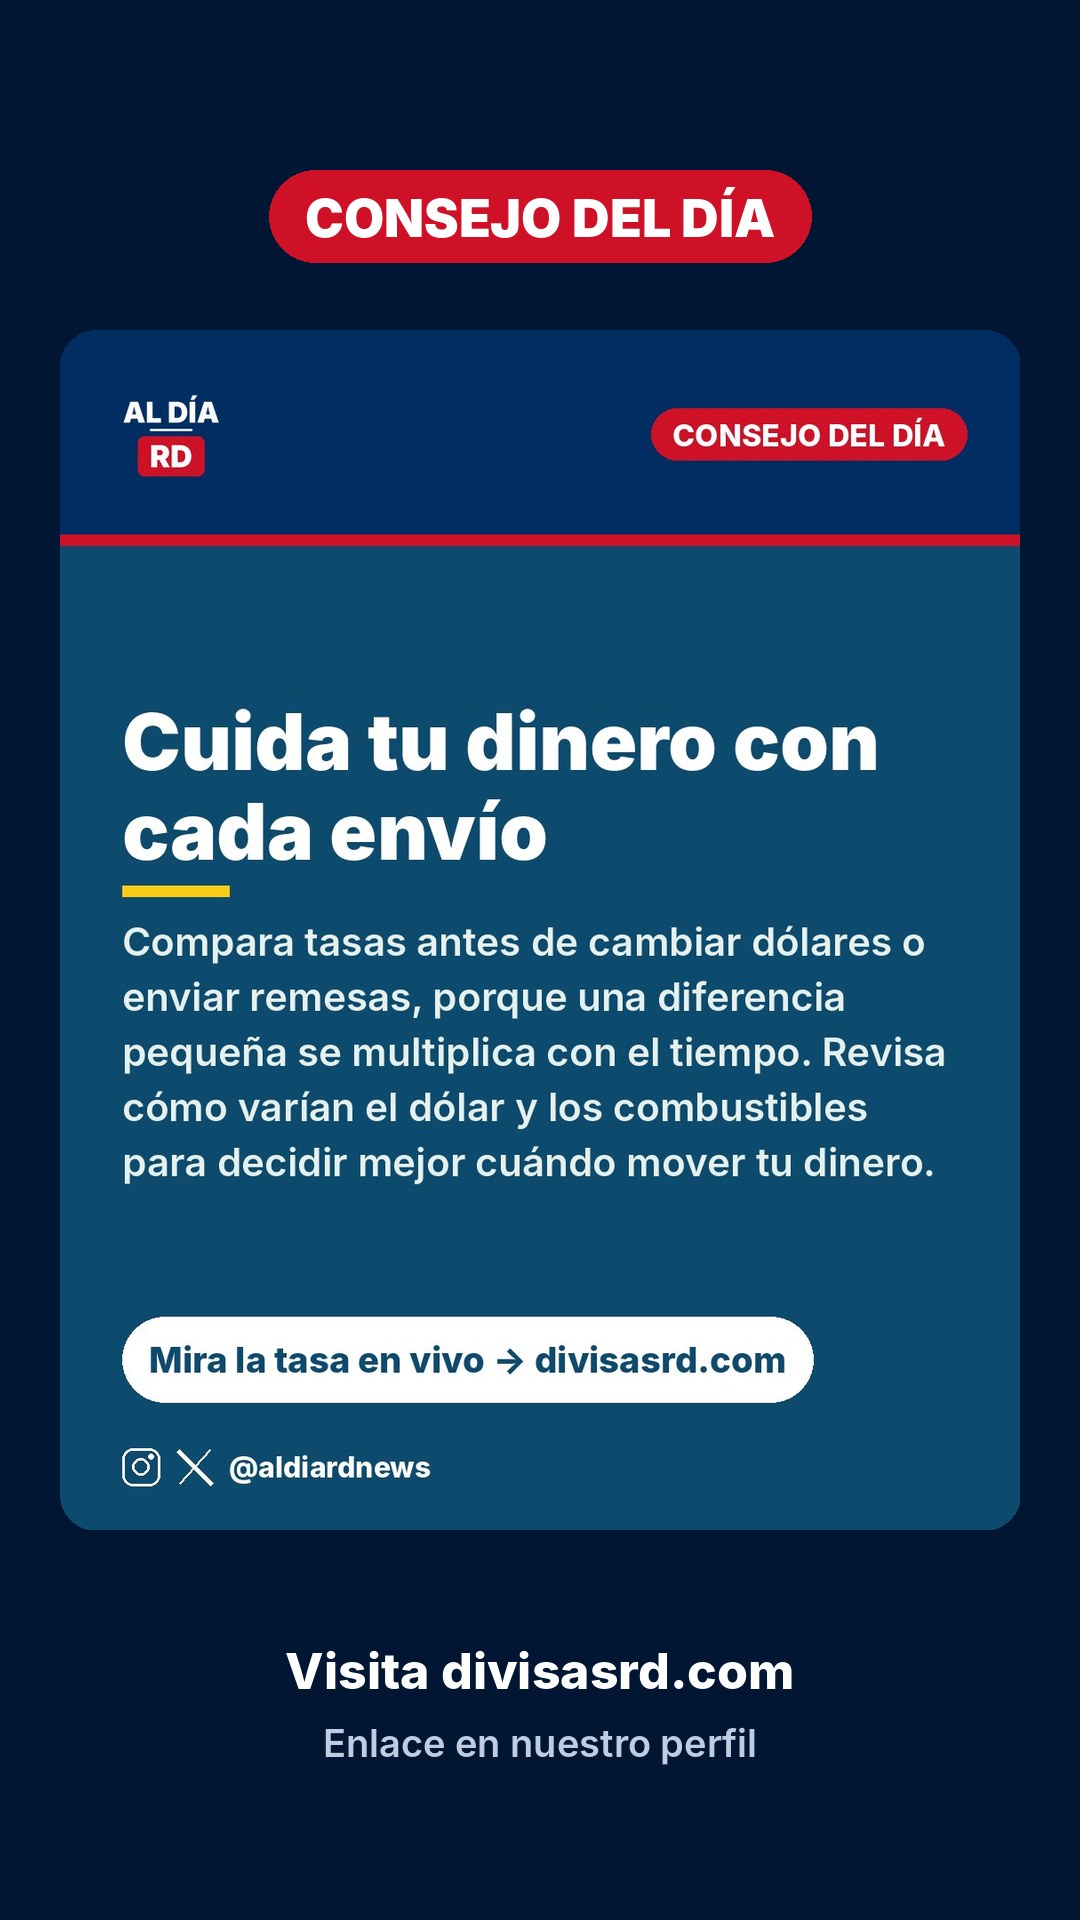 CONSEJO DEL DÍA
AL DÍA
RD
CONSEJO DEL DÍA
Cuida tu dinero con
cada envío
Compara tasas antes de cambiar dólares o
enviar remesas, porque una diferencia
pequeña se multiplica con el tiempo. Revisa
cómo varían el dólar y los combustibles
para decidir mejor cuándo mover tu dinero.
Mira la tasa en vivo → divisasrd.com
@aldiardnews
Visita divisasrd.com
Enlace en nuestro perfil